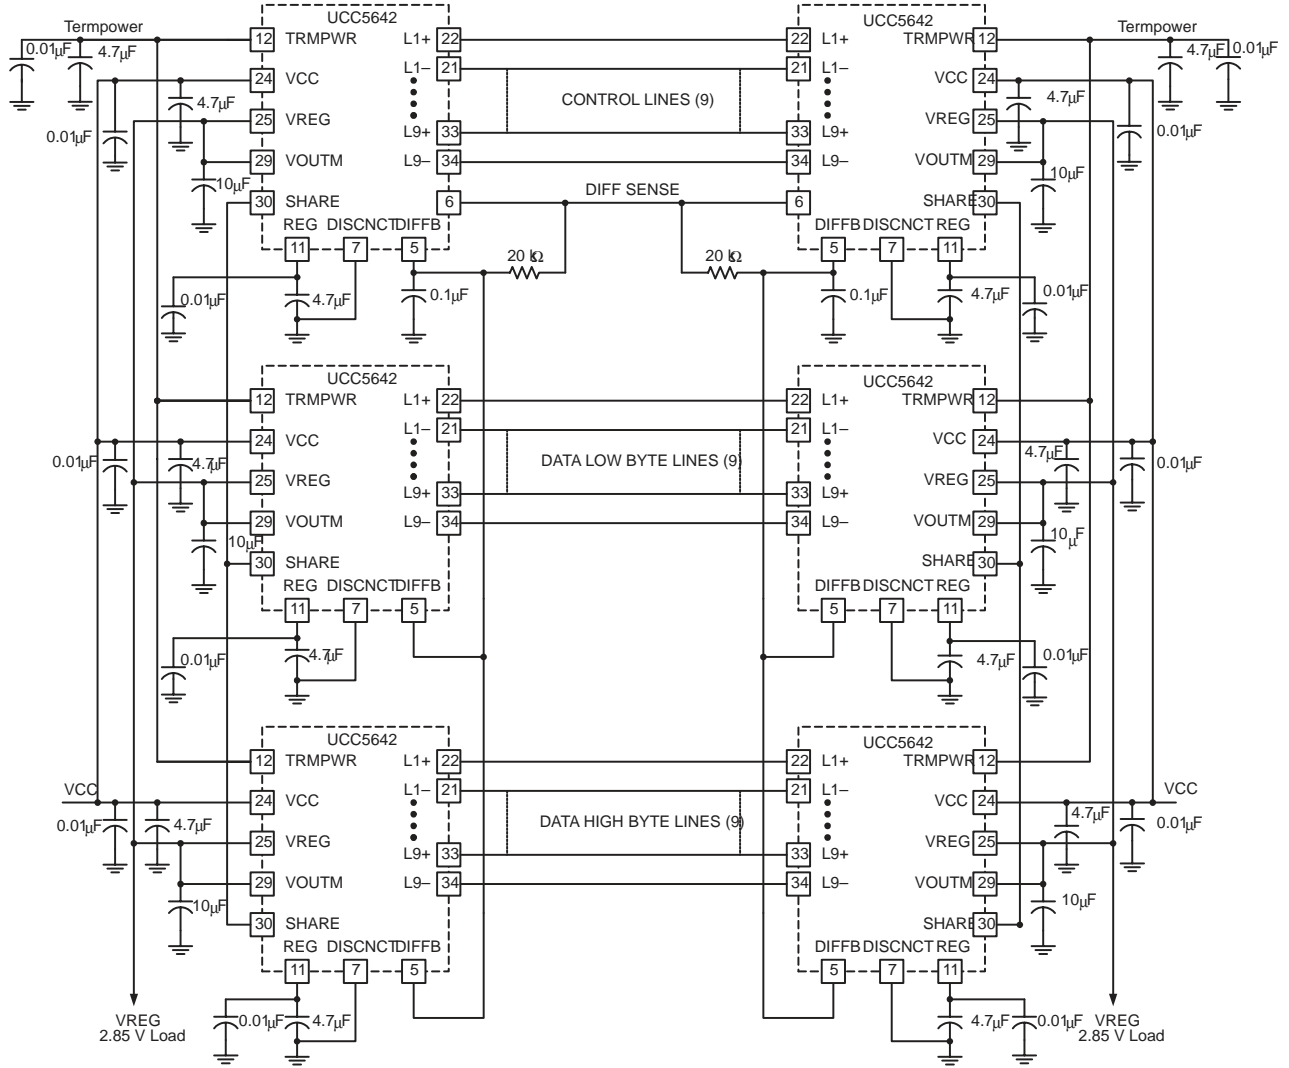 UCC5642 UCC5642
Termpower Termpower
12 TRMPWR L1+ 22 22 L1+ TRMPWR 12
0.01µF 4.7µF 4.7µF 0.01µF
24 VCC L1– 21 21 L1– VCC 24
4.7µF CONTROL LINES (9) 4.7µF
25 VREG VREG 25
0.01µF L9+ 33 33 L9+ 0.01µF
29 VOUTM L9– 34 34 L9– VOUTM 29
10µF DIFF SENSE 10µF
30 SHARE 6 6 SHARE 30
REG DISCNCT DIFFB DIFFB DISCNCT REG
11 7 5 5 7 11
20 kΩ 20 kΩ
0.01µF 4.7µF 0.1µF 0.1µF 4.7µF 0.01µF
UCC5642 UCC5642
12 TRMPWR L1+ 22 22 L1+ TRMPWR 12
24 VCC L1– 21 21 L1– VCC 24
0.01µF 4.7µF DATA LOW BYTE LINES (9) 4.7µF 0.01µF
25 VREG VREG 25
L9+ 33 33 L9+
29 VOUTM L9– 34 34 L9– VOUTM 29
10µF 10µF
30 SHARE SHARE 30
REG DISCNCT DIFFB DIFFB DISCNCT REG
11 7 5 5 7 11
0.01µF 4.7µF 4.7µF 0.01µF
UCC5642 UCC5642
12 TRMPWR L1+ 22 22 L1+ TRMPWR 12
VCC VCC
24 VCC L1– 21 21 L1– VCC 24
0.01µF 4.7µF DATA HIGH BYTE LINES (9) 4.7µF 0.01µF
25 VREG VREG 25
L9+ 33 33 L9+
29 VOUTM L9– 34 34 L9– VOUTM 29
10µF 10µF
30 SHARE SHARE 30
REG DISCNCT DIFFB DIFFB DISCNCT REG
11 7 5 5 7 11
0.01µF 4.7µF 4.7µF 0.01µF
VREG VREG
2.85 V Load 2.85 V Load